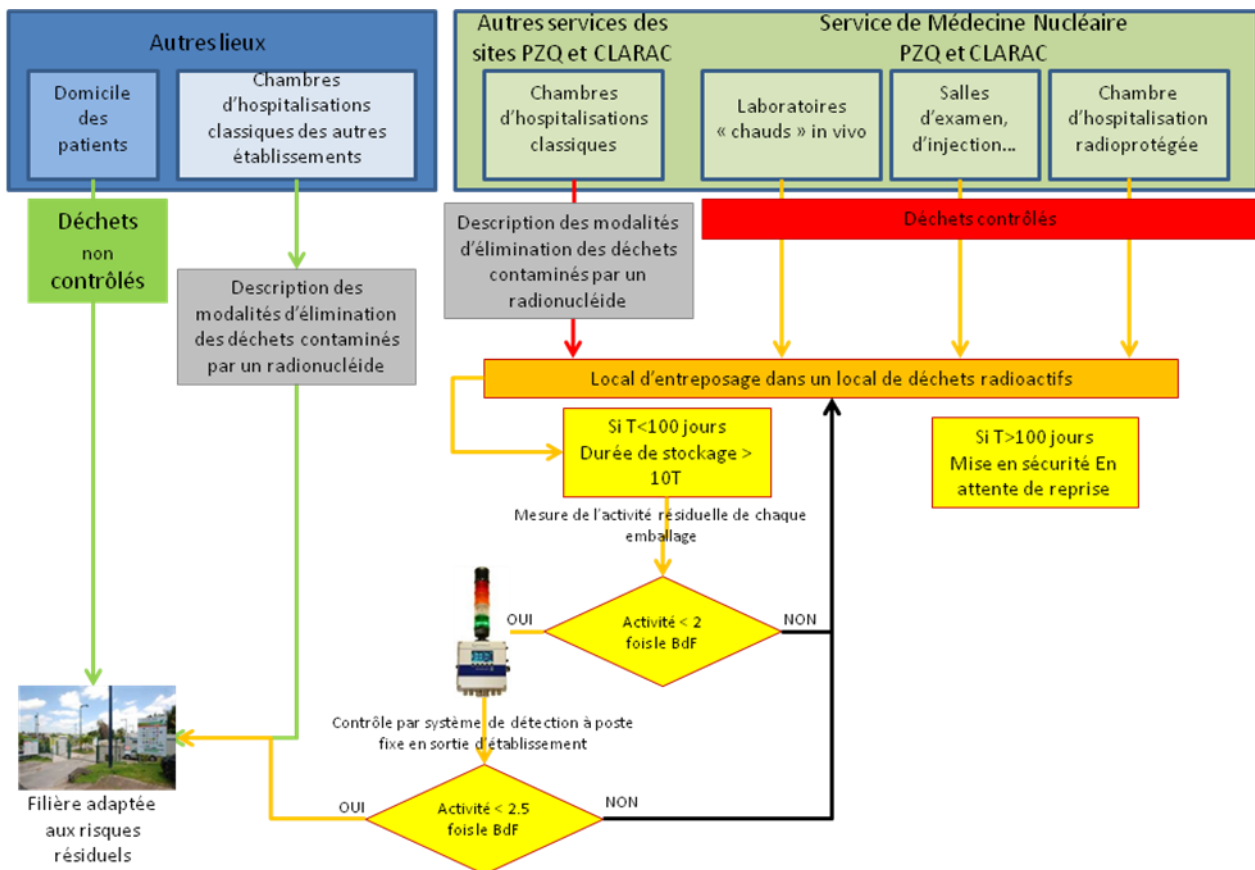 Autres lieux
Domicile
des
patients
Chambres
d'hospitalisations
classiques des autres
établissements
Autres services des
sites PZQ et CLARAC
Chambres
d'hospitalisations
classiques
Service de Médecine Nucléaire
PZQ et CLARAC
Laboratoires
« chauds » in vivo
Salles
d'examen,
d'injection...
Chambre
d'hospitalisation
radioprotégée
Déchets
non
contrôlés
Description des
modalités d'élimination
des déchets contaminés
par un radionucléide
Description des modalités
d'élimination des déchets
contaminés par un
radionucléide
Déchets contrôlés
Local d'entreposage dans un local de déchets radioactifs
Si T<100 jours
Durée de stockage >
10T
Si T>100 jours
Mise en sécurité En
attente de reprise
Mesure de l'activité résiduelle de chaque
emballage
OUI
Activité < 2
fois le BdF
NON
Contrôle par système de détection à poste
fixe en sortie d'établissement
OUI
Activité < 2.5
fois le BdF
NON
Filière adaptée
aux risques
résiduels